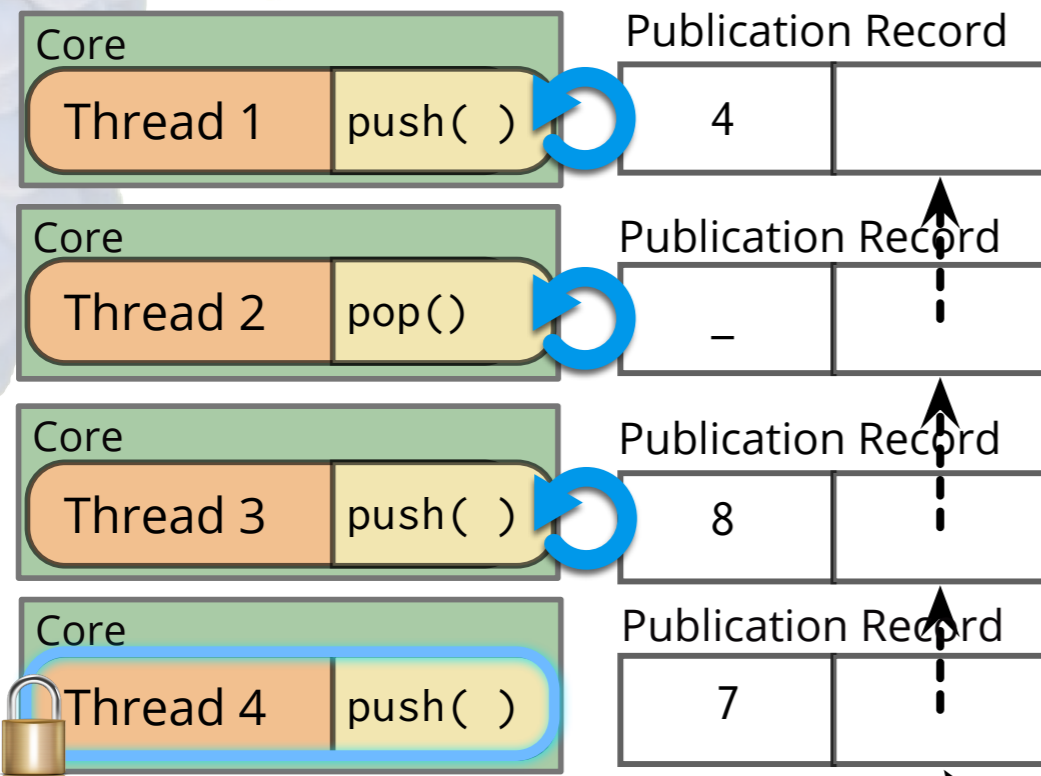 Core
Thread 1 push( )
Publication Record
4
Core
Thread 2 pop()
Publication Record
–
Core
Thread 3 push( )
Publication Record
8
Core
Thread 4 push( )
Publication Record
7